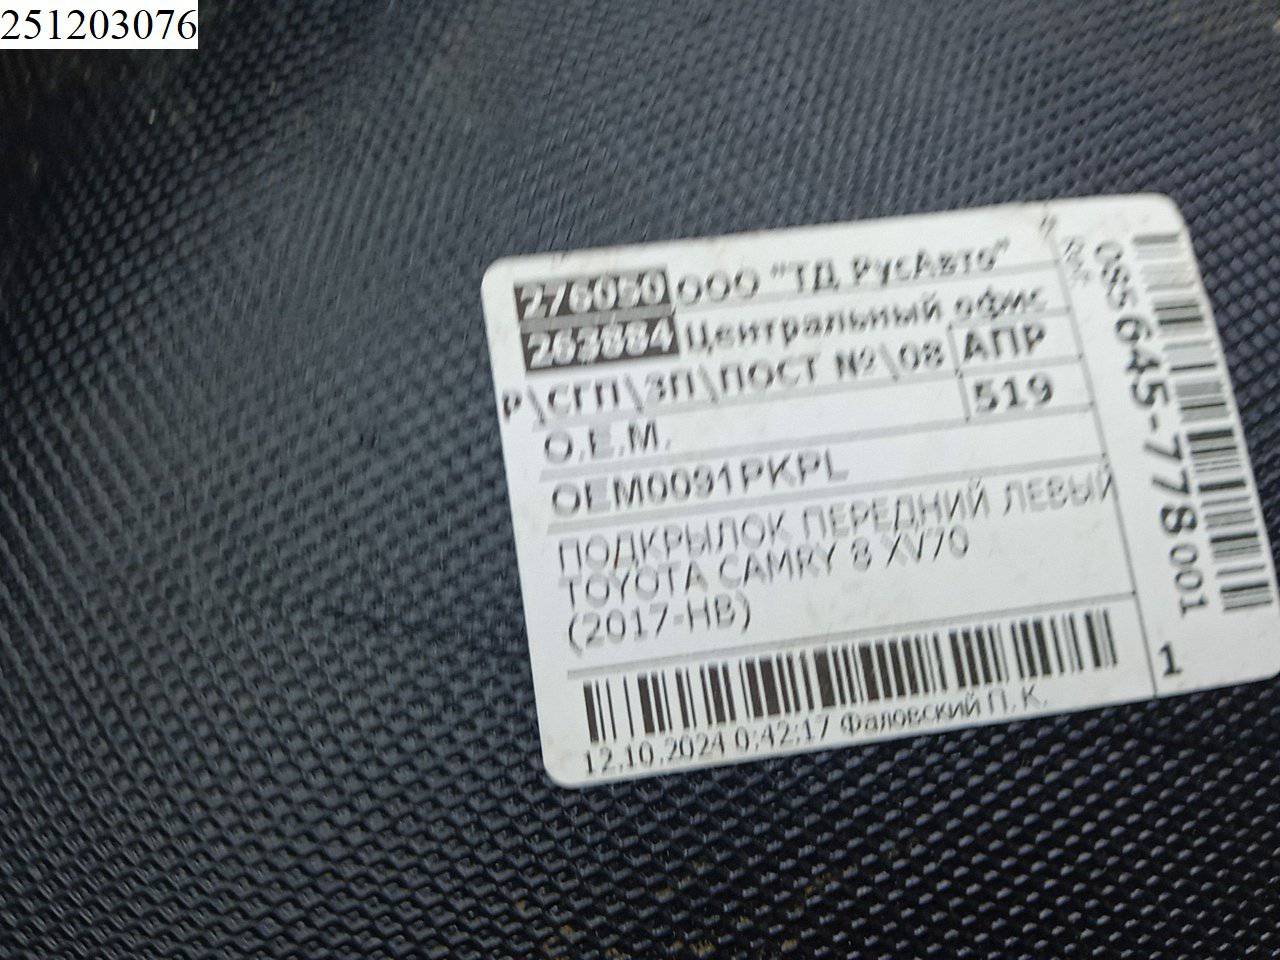 251203076
276050 ООО "ТД РусАвто"
263884 Центральный офис
Р\СГП\ЗП\ПОСТ №\08 АПР
519
O.E.M.
OEM0091PKPL
ПОДКРЫЛОК ПЕРЕДНИЙ ЛЕВЫЙ
TOYOTA CAMRY 8 XV70
(2017-НВ)
12.10.2024 0:42:17 Фаловский П. К.
085645-778001
1